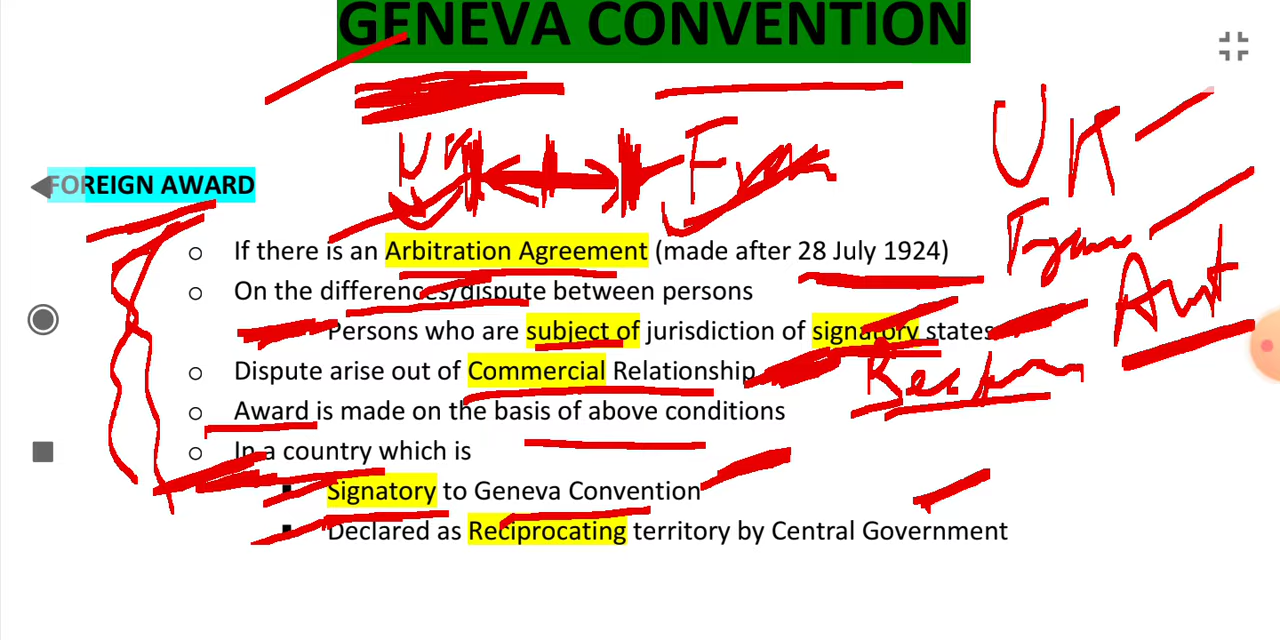 GENEVA CONVENTION
UK
UK
FOREIGN AWARD
If there is an Arbitration Agreement (made after 28 July 1924)
On the differences/dispute between persons
Persons who are subject of jurisdiction of signatory states
Dispute arise out of Commercial Relationship
Award is made on the basis of above conditions
In a country which is
Signatory to Geneva Convention
Declared as Reciprocating territory by Central Government